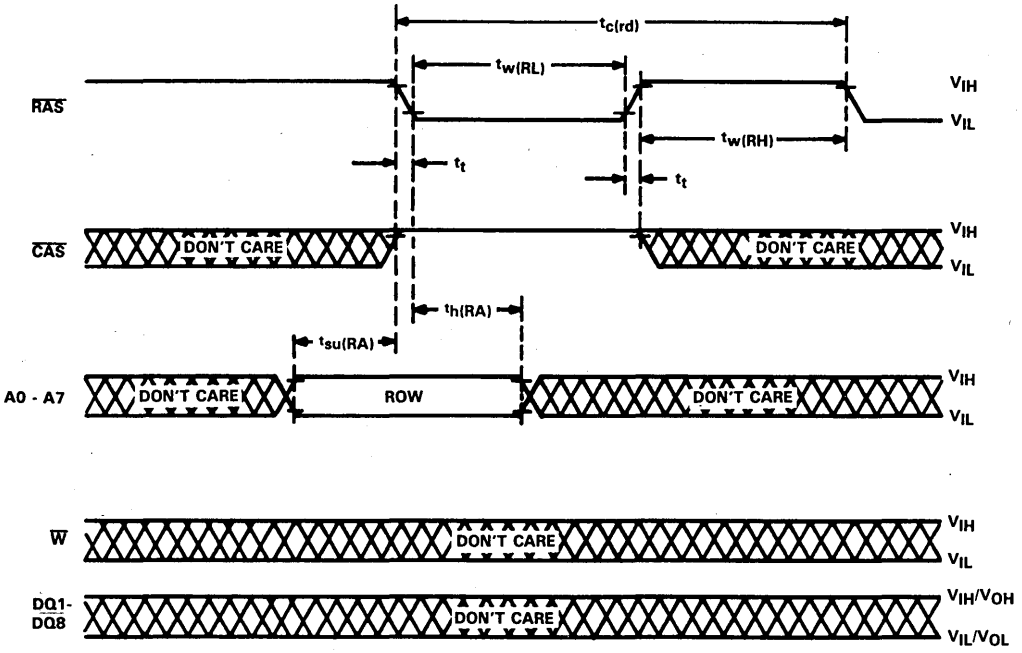 tc(rd)
tw(RL)
RAS
VIH
VIL
tw(RH)
tt
tt
CAS
DON'T CARE
DON'T CARE
VIH
VIL
th(RA)
tsu(RA)
A0 - A7
DON'T CARE
ROW
DON'T CARE
VIH
VIL
W
DON'T CARE
VIH
VIL
DQ1-
DQ8
DON'T CARE
VIH/VOH
VIL/VOL